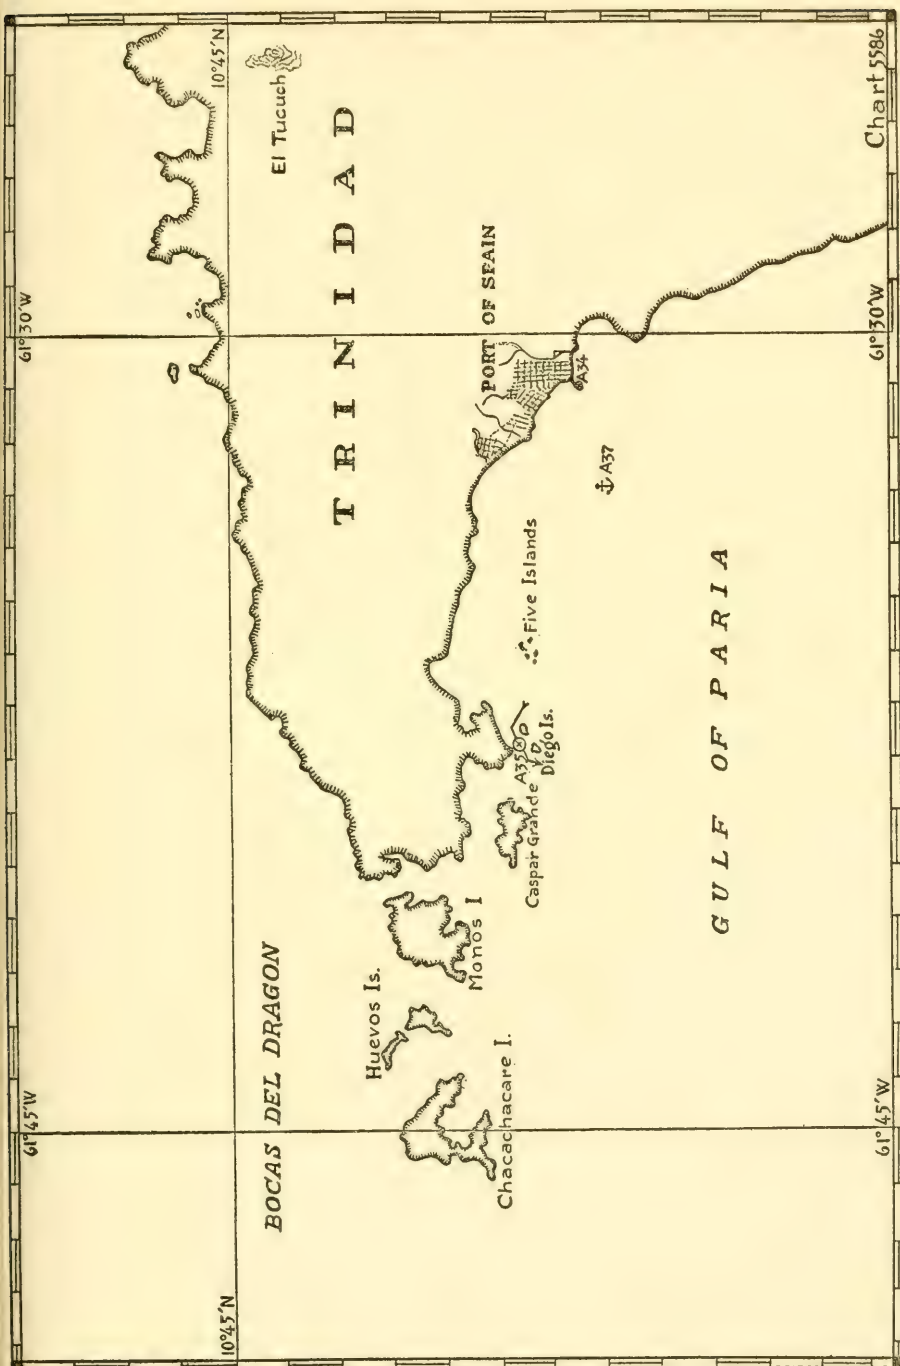 61°45'W
61°30'W
10°45'N
10°45'N
El Tucuch
TRINIDAD
BOCAS DEL DRAGON
Huevos Is.
Monos I
Chacachacare I.
PORT OF SPAIN
A34
A37
Five Islands
A35
Diego Is.
Caspar Grande
GULF OF PARIA
61°45'W
61°30'W
Chart 5586